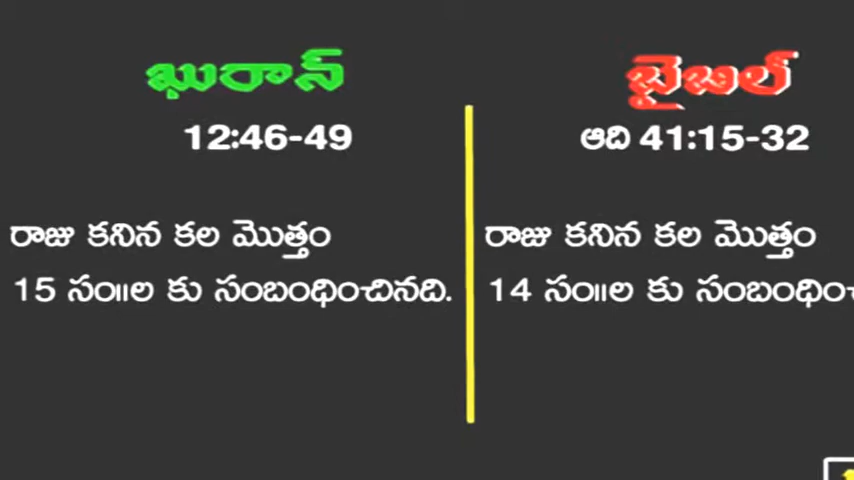 ఖురాన్
12:46-49
రాజు కనిన కల మొత్తం
15 సం॥ల కు సంబంధించినది.
బైబిల్
ఆది 41:15-32
రాజు కనిన కల మొత్తం
14 సం॥ల కు